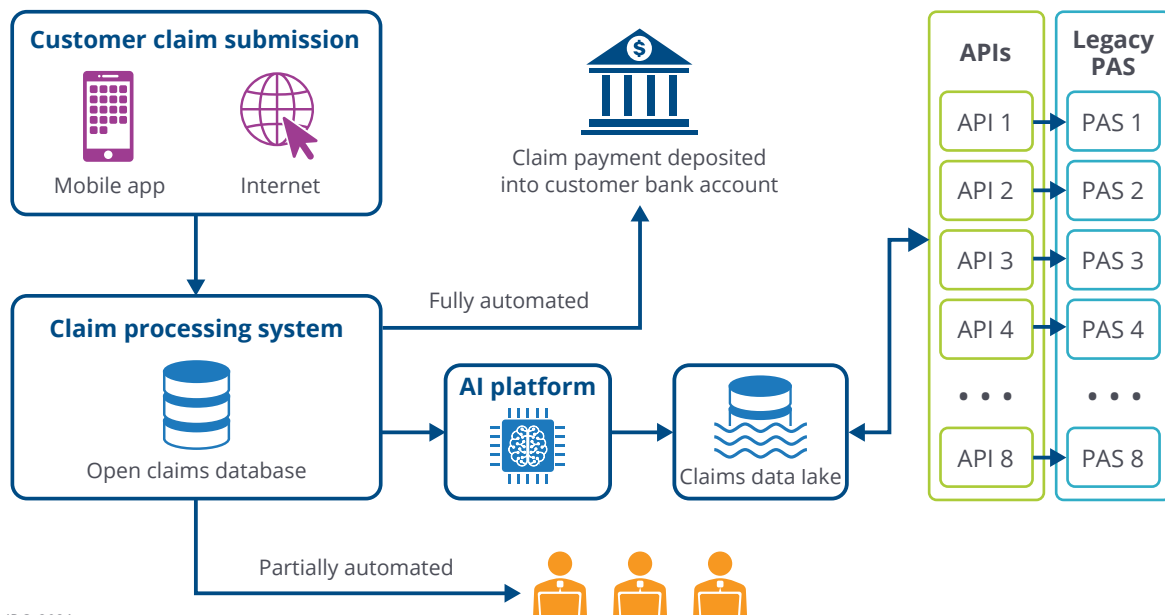 Customer claim submission
Mobile app
Internet
$
Claim payment deposited
into customer bank account
APIs
Legacy
PAS
API 1
PAS 1
API 2
PAS 2
API 3
PAS 3
API 4
PAS 4
• • •
• • •
API 8
PAS 8
Fully automated
Claim processing system
Open claims database
AI platform
Claims data lake
Partially automated